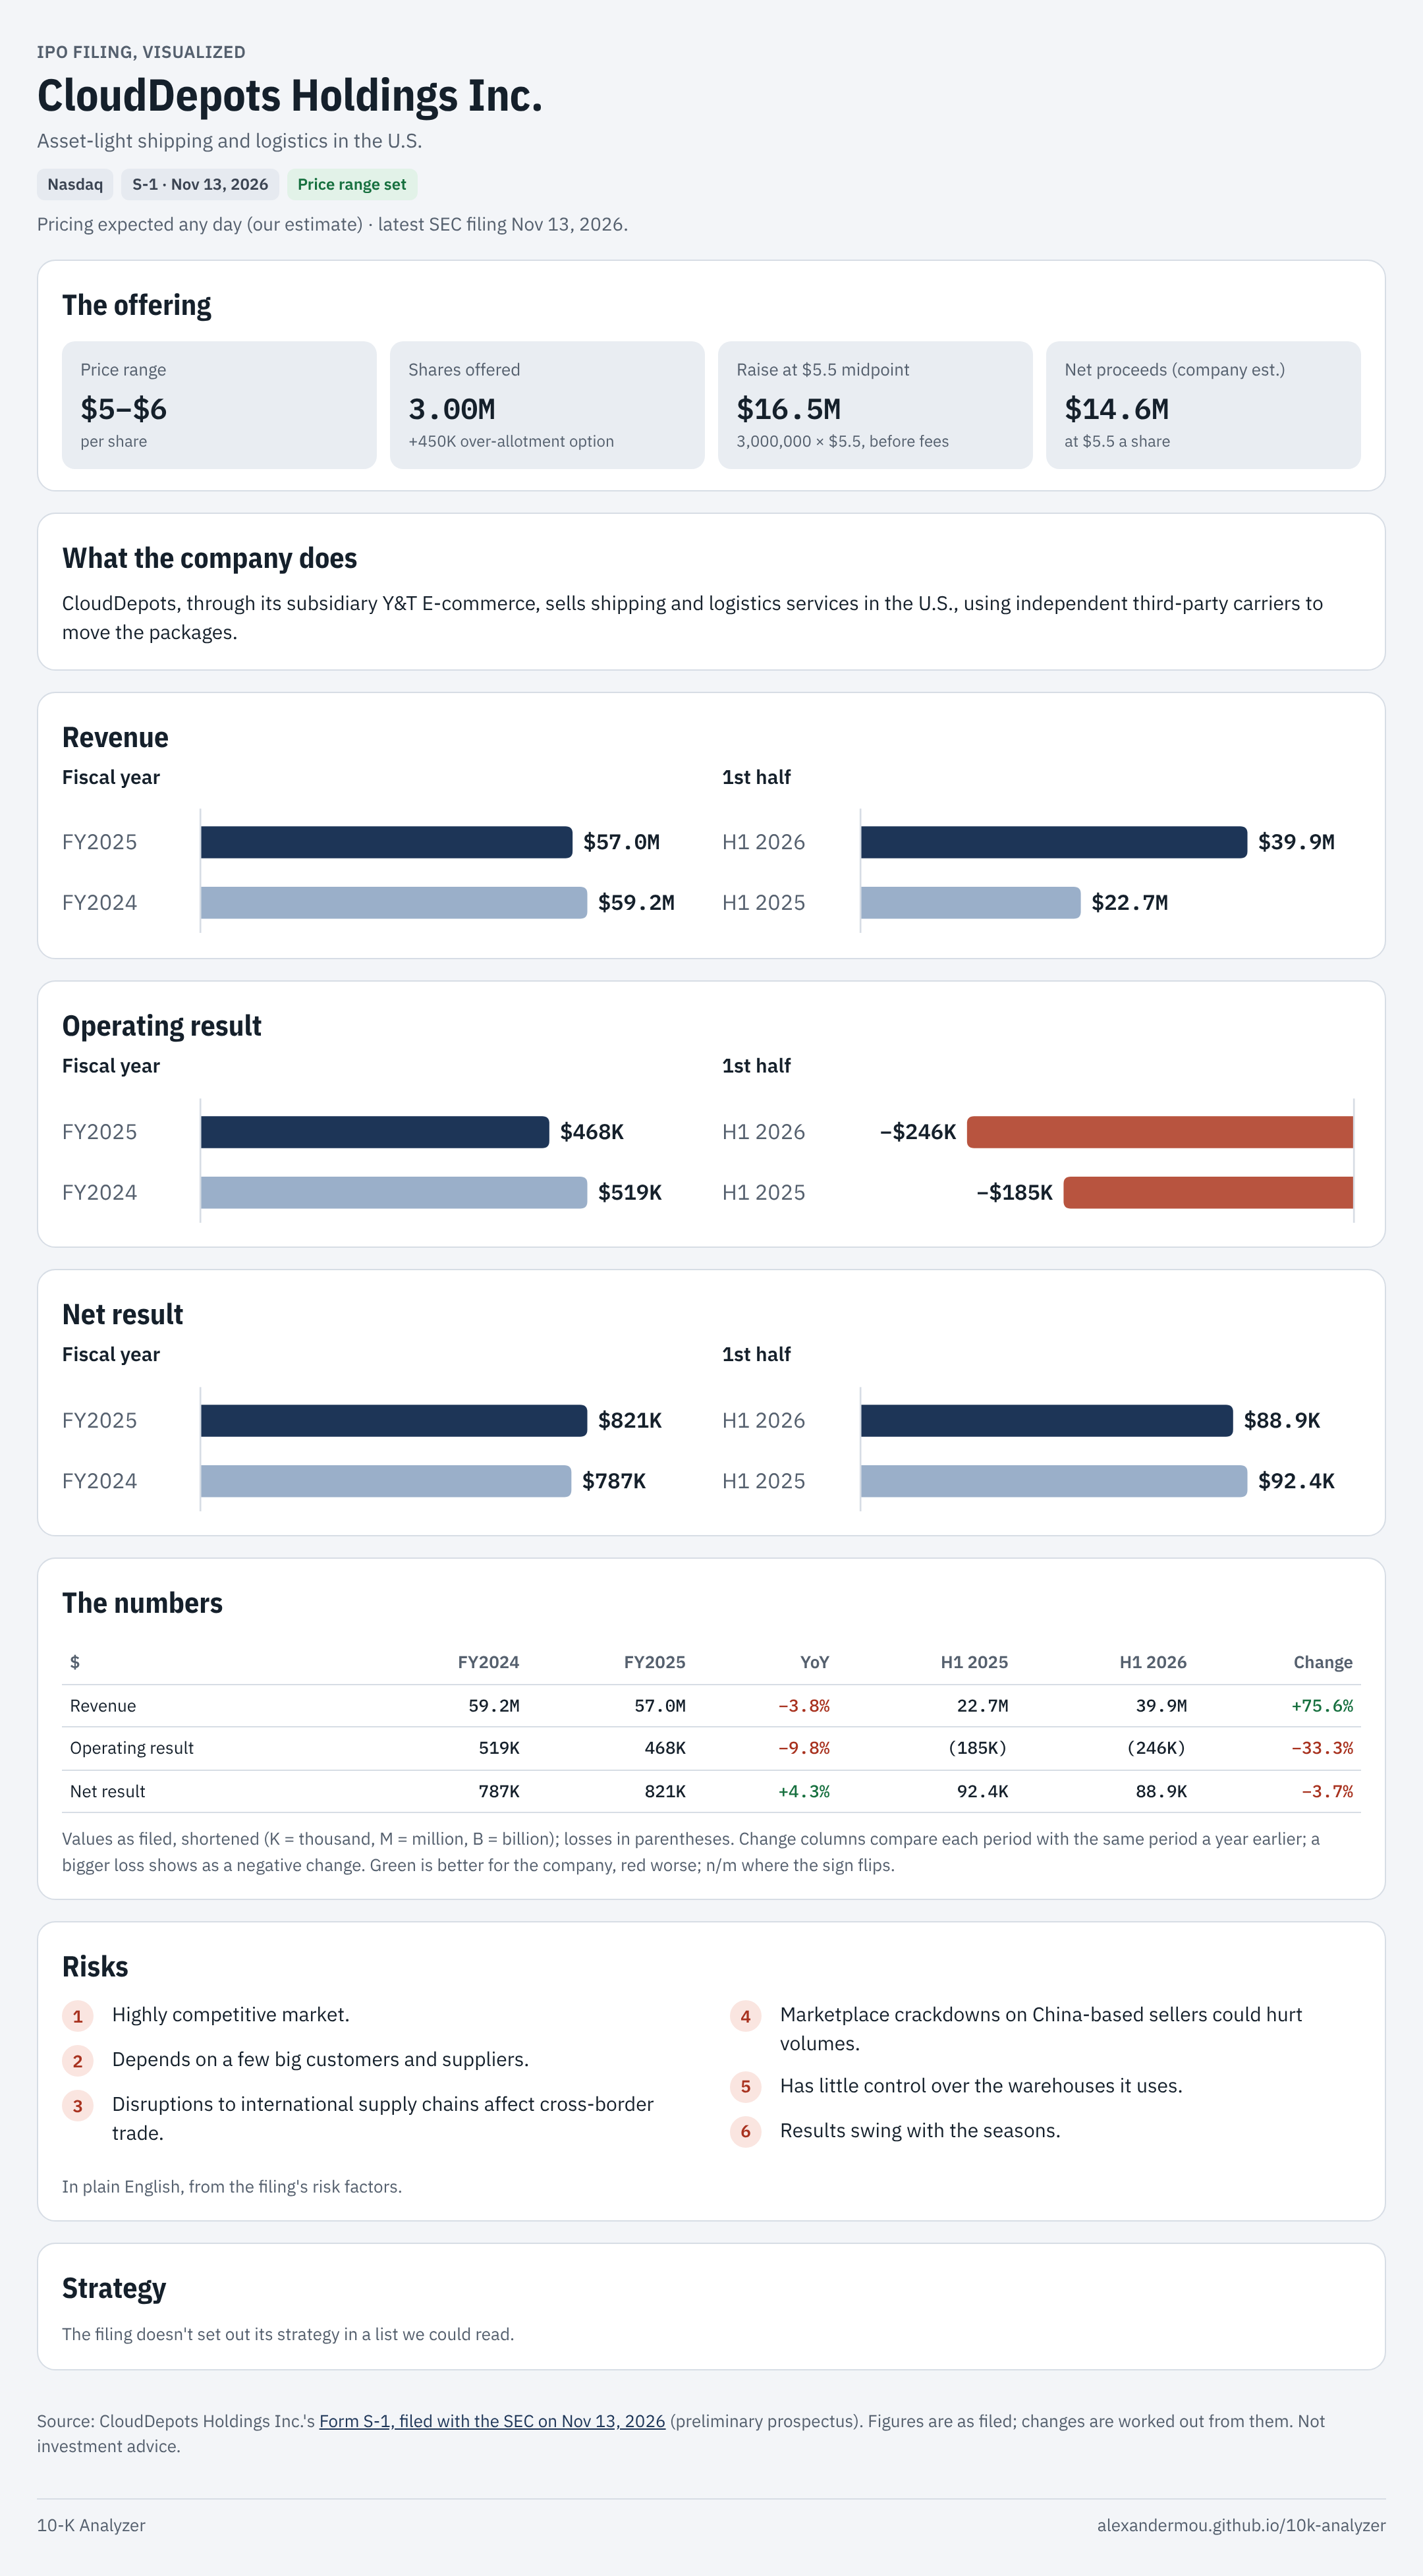 IPO FILING, VISUALIZED
CloudDepots Holdings Inc.
Asset-light shipping and logistics in the U.S.
Nasdaq
S-1 · Nov 13, 2026
Price range set
Pricing expected any day (our estimate) · latest SEC filing Nov 13, 2026.
The offering
Price range
$5–$6
per share
Shares offered
3.00M
+450K over-allotment option
Raise at $5.5 midpoint
$16.5M
3,000,000 × $5.5, before fees
Net proceeds (company est.)
$14.6M
at $5.5 a share
What the company does
CloudDepots, through its subsidiary Y&T E-commerce, sells shipping and logistics services in the U.S., using independent third-party carriers to
move the packages.
Revenue
Fiscal year
FY2025 $57.0M
FY2024 $59.2M
1st half
H1 2026 $39.9M
H1 2025 $22.7M
Operating result
Fiscal year
FY2025 $468K
FY2024 $519K
1st half
H1 2026 −$246K
H1 2025 −$185K
Net result
Fiscal year
FY2025 $821K
FY2024 $787K
1st half
H1 2026 $88.9K
H1 2025 $92.4K
The numbers
$ FY2024 FY2025 YoY H1 2025 H1 2026 Change
Revenue 59.2M 57.0M −3.8% 22.7M 39.9M +75.6%
Operating result 519K 468K −9.8% (185K) (246K) −33.3%
Net result 787K 821K +4.3% 92.4K 88.9K −3.7%
Values as filed, shortened (K = thousand, M = million, B = billion); losses in parentheses. Change columns compare each period with the same period a year earlier; a
bigger loss shows as a negative change. Green is better for the company, red worse; n/m where the sign flips.
Risks
1 Highly competitive market.
2 Depends on a few big customers and suppliers.
3 Disruptions to international supply chains affect cross-border
trade.
4 Marketplace crackdowns on China-based sellers could hurt
volumes.
5 Has little control over the warehouses it uses.
6 Results swing with the seasons.
In plain English, from the filing's risk factors.
Strategy
The filing doesn't set out its strategy in a list we could read.
Source: CloudDepots Holdings Inc.'s Form S-1, filed with the SEC on Nov 13, 2026 (preliminary prospectus). Figures are as filed; changes are worked out from them. Not
investment advice.
10-K Analyzer
alexandermou.github.io/10k-analyzer